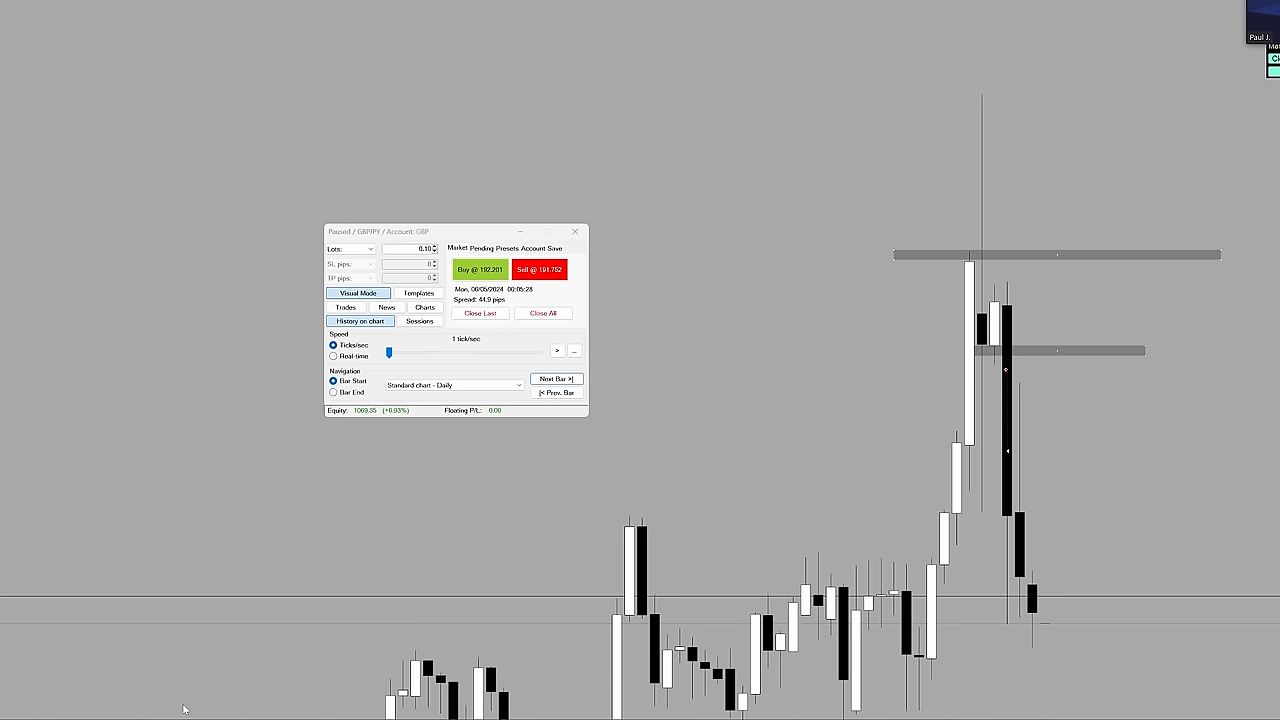 Paul J.
Paused / GBPJPY / Account: GBP
Lots:
0.10
Market Pending Presets Account Save
SL pips:
0
TP pips:
0
Buy @ 192.201
Sell @ 191.752
Visual Mode
Templates
Mon, 06/05/2024 00:05:28
Spread: 44.9 pips
Trades
News
Charts
Close Last
Close All
History on chart
Sessions
Speed
Ticks/sec
1 tick/sec
Real-time
>
...
Navigation
Bar Start
Bar End
Standard chart - Daily
Next Bar >|
|< Prev. Bar
Equity: 1069.35 (+6.93%)
Floating P/L: 0.00